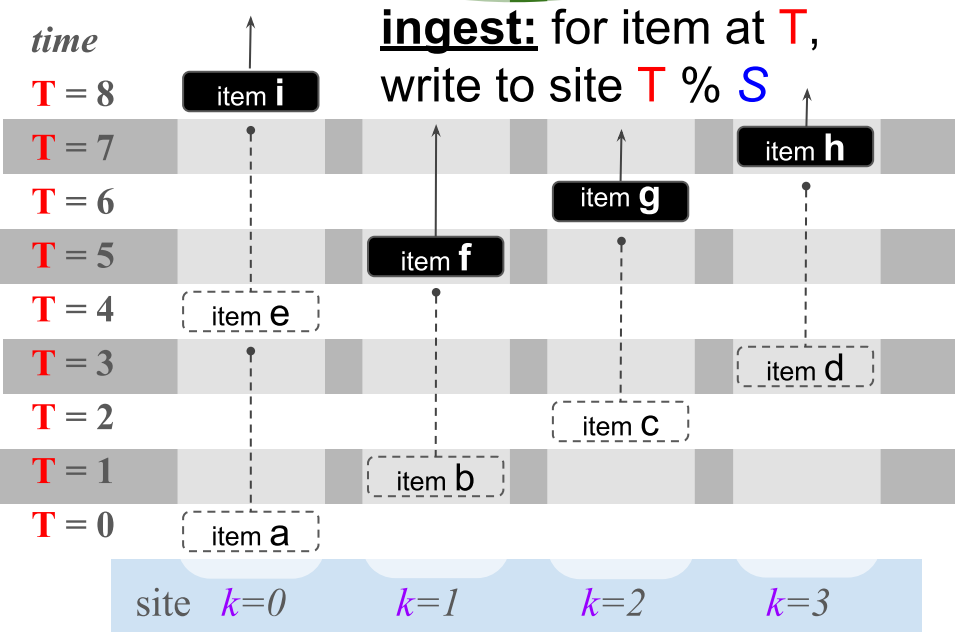 ingest: for item at T,
write to site T % S
time
T = 8 item i
T = 7 item h
T = 6 item g
T = 5 item f
T = 4 item e
T = 3 item d
T = 2 item c
T = 1 item b
T = 0 item a
site k=0 k=1 k=2 k=3